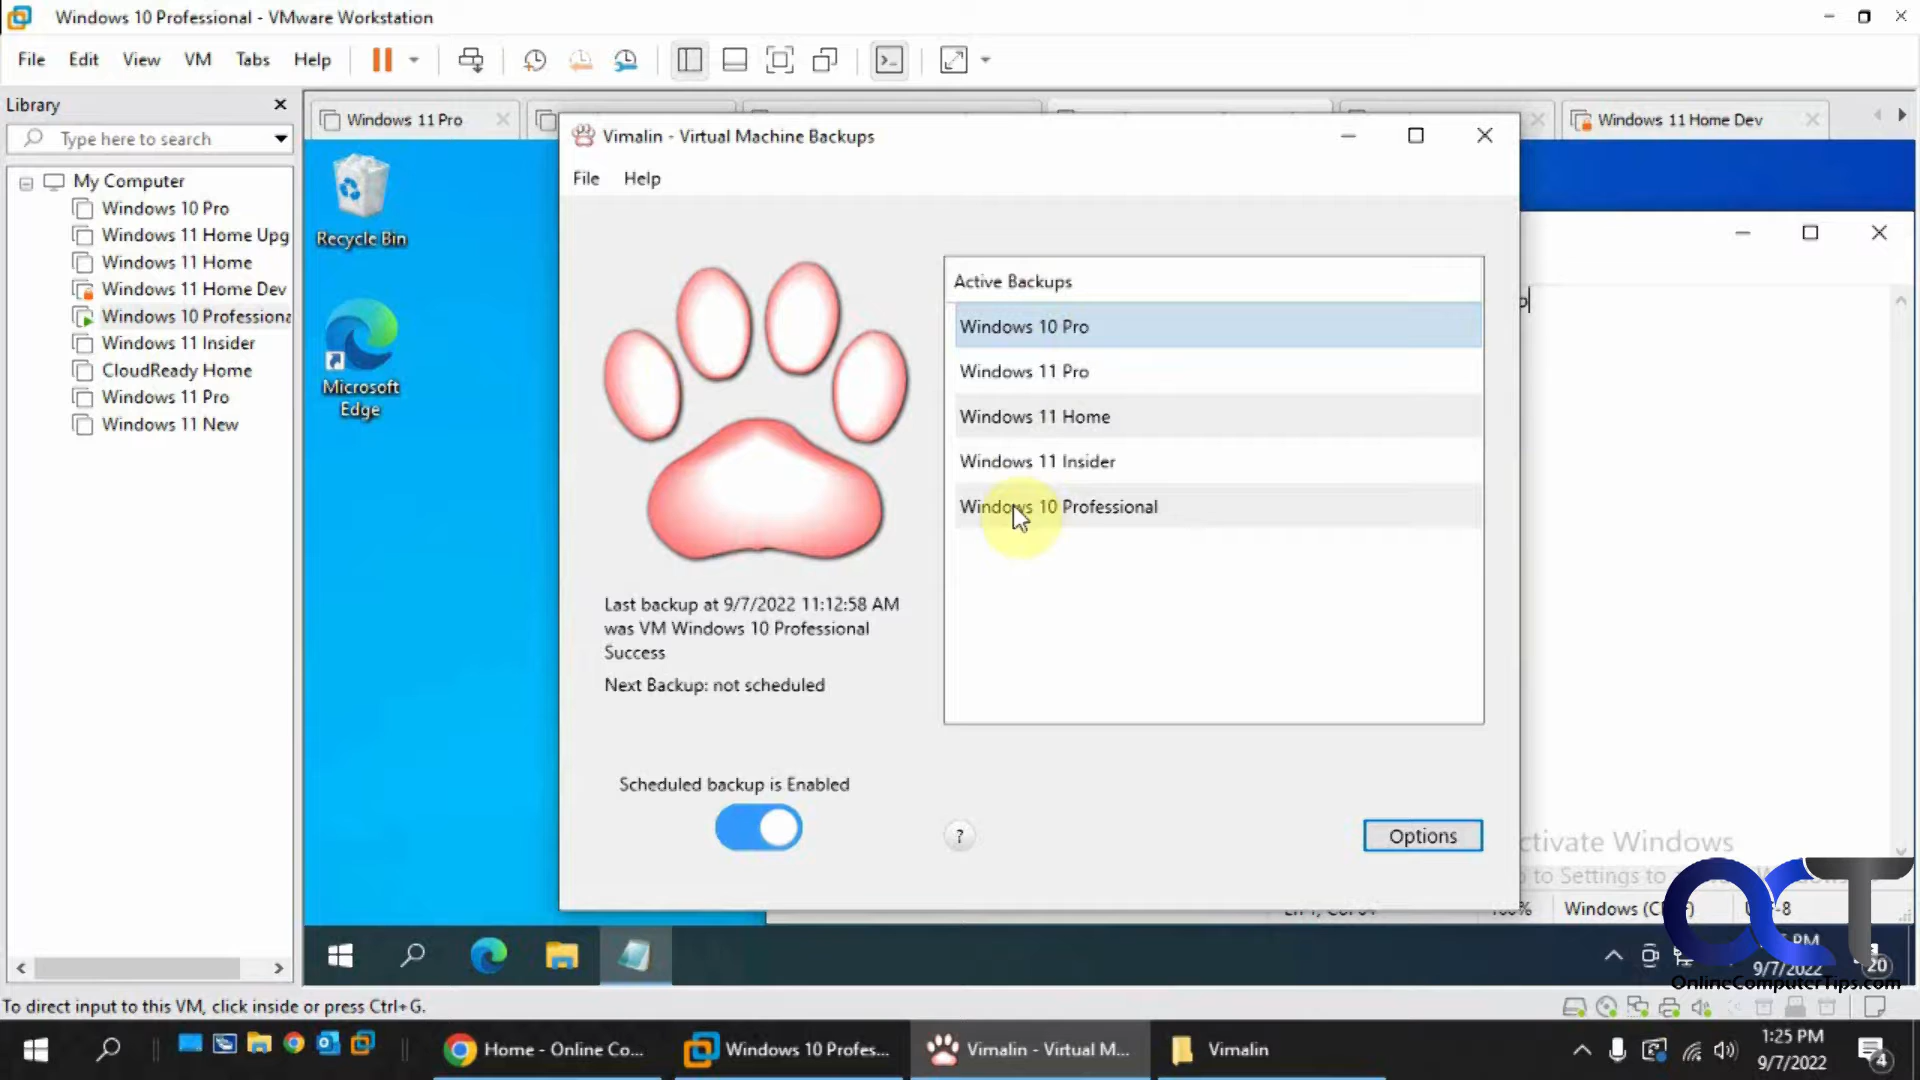 Windows 10 Professional - VMware Workstation
File Edit View VM Tabs Help
Library
Type here to search
My Computer
Windows 10 Pro
Windows 11 Home Upg
Windows 11 Home
Windows 11 Home Dev
Windows 10 Professiona
Windows 11 Insider
CloudReady Home
Windows 11 Pro
Windows 11 New
Windows 11 Pro
Windows 11 Home Dev
Recycle Bin
Microsoft
Edge
Vimalin - Virtual Machine Backups
File Help
Active Backups
Windows 10 Pro
Windows 11 Pro
Windows 11 Home
Windows 11 Insider
Windows 10 Professional
Last backup at 9/7/2022 11:12:58 AM
was VM Windows 10 Professional
Success
Next Backup: not scheduled
Scheduled backup is Enabled
?
Options
ctivate Windows
to Settings to
Windows (C
9/7/2022
20
OCT
OnlineComputerTips.com
To direct input to this VM, click inside or press Ctrl+G.
Home - Online Co...
Windows 10 Profes...
Vimalin - Virtual M...
Vimalin
1:25 PM
9/7/2022
4